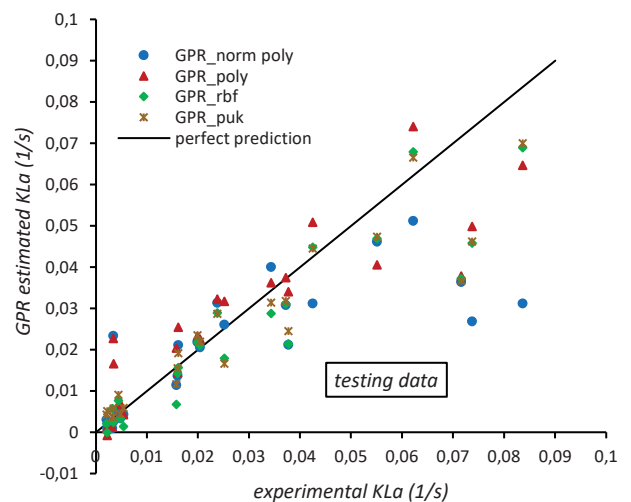 0,1
0,09
0,08
0,07
0,06
0,05
0,04
0,03
0,02
0,01
0
-0,01
GPR estimated KLa (1/s)
GPR_norm poly
GPR_poly
GPR_rbf
GPR_puk
perfect prediction
testing data
0 0,01 0,02 0,03 0,04 0,05 0,06 0,07 0,08 0,09 0,1
experimental KLa (1/s)